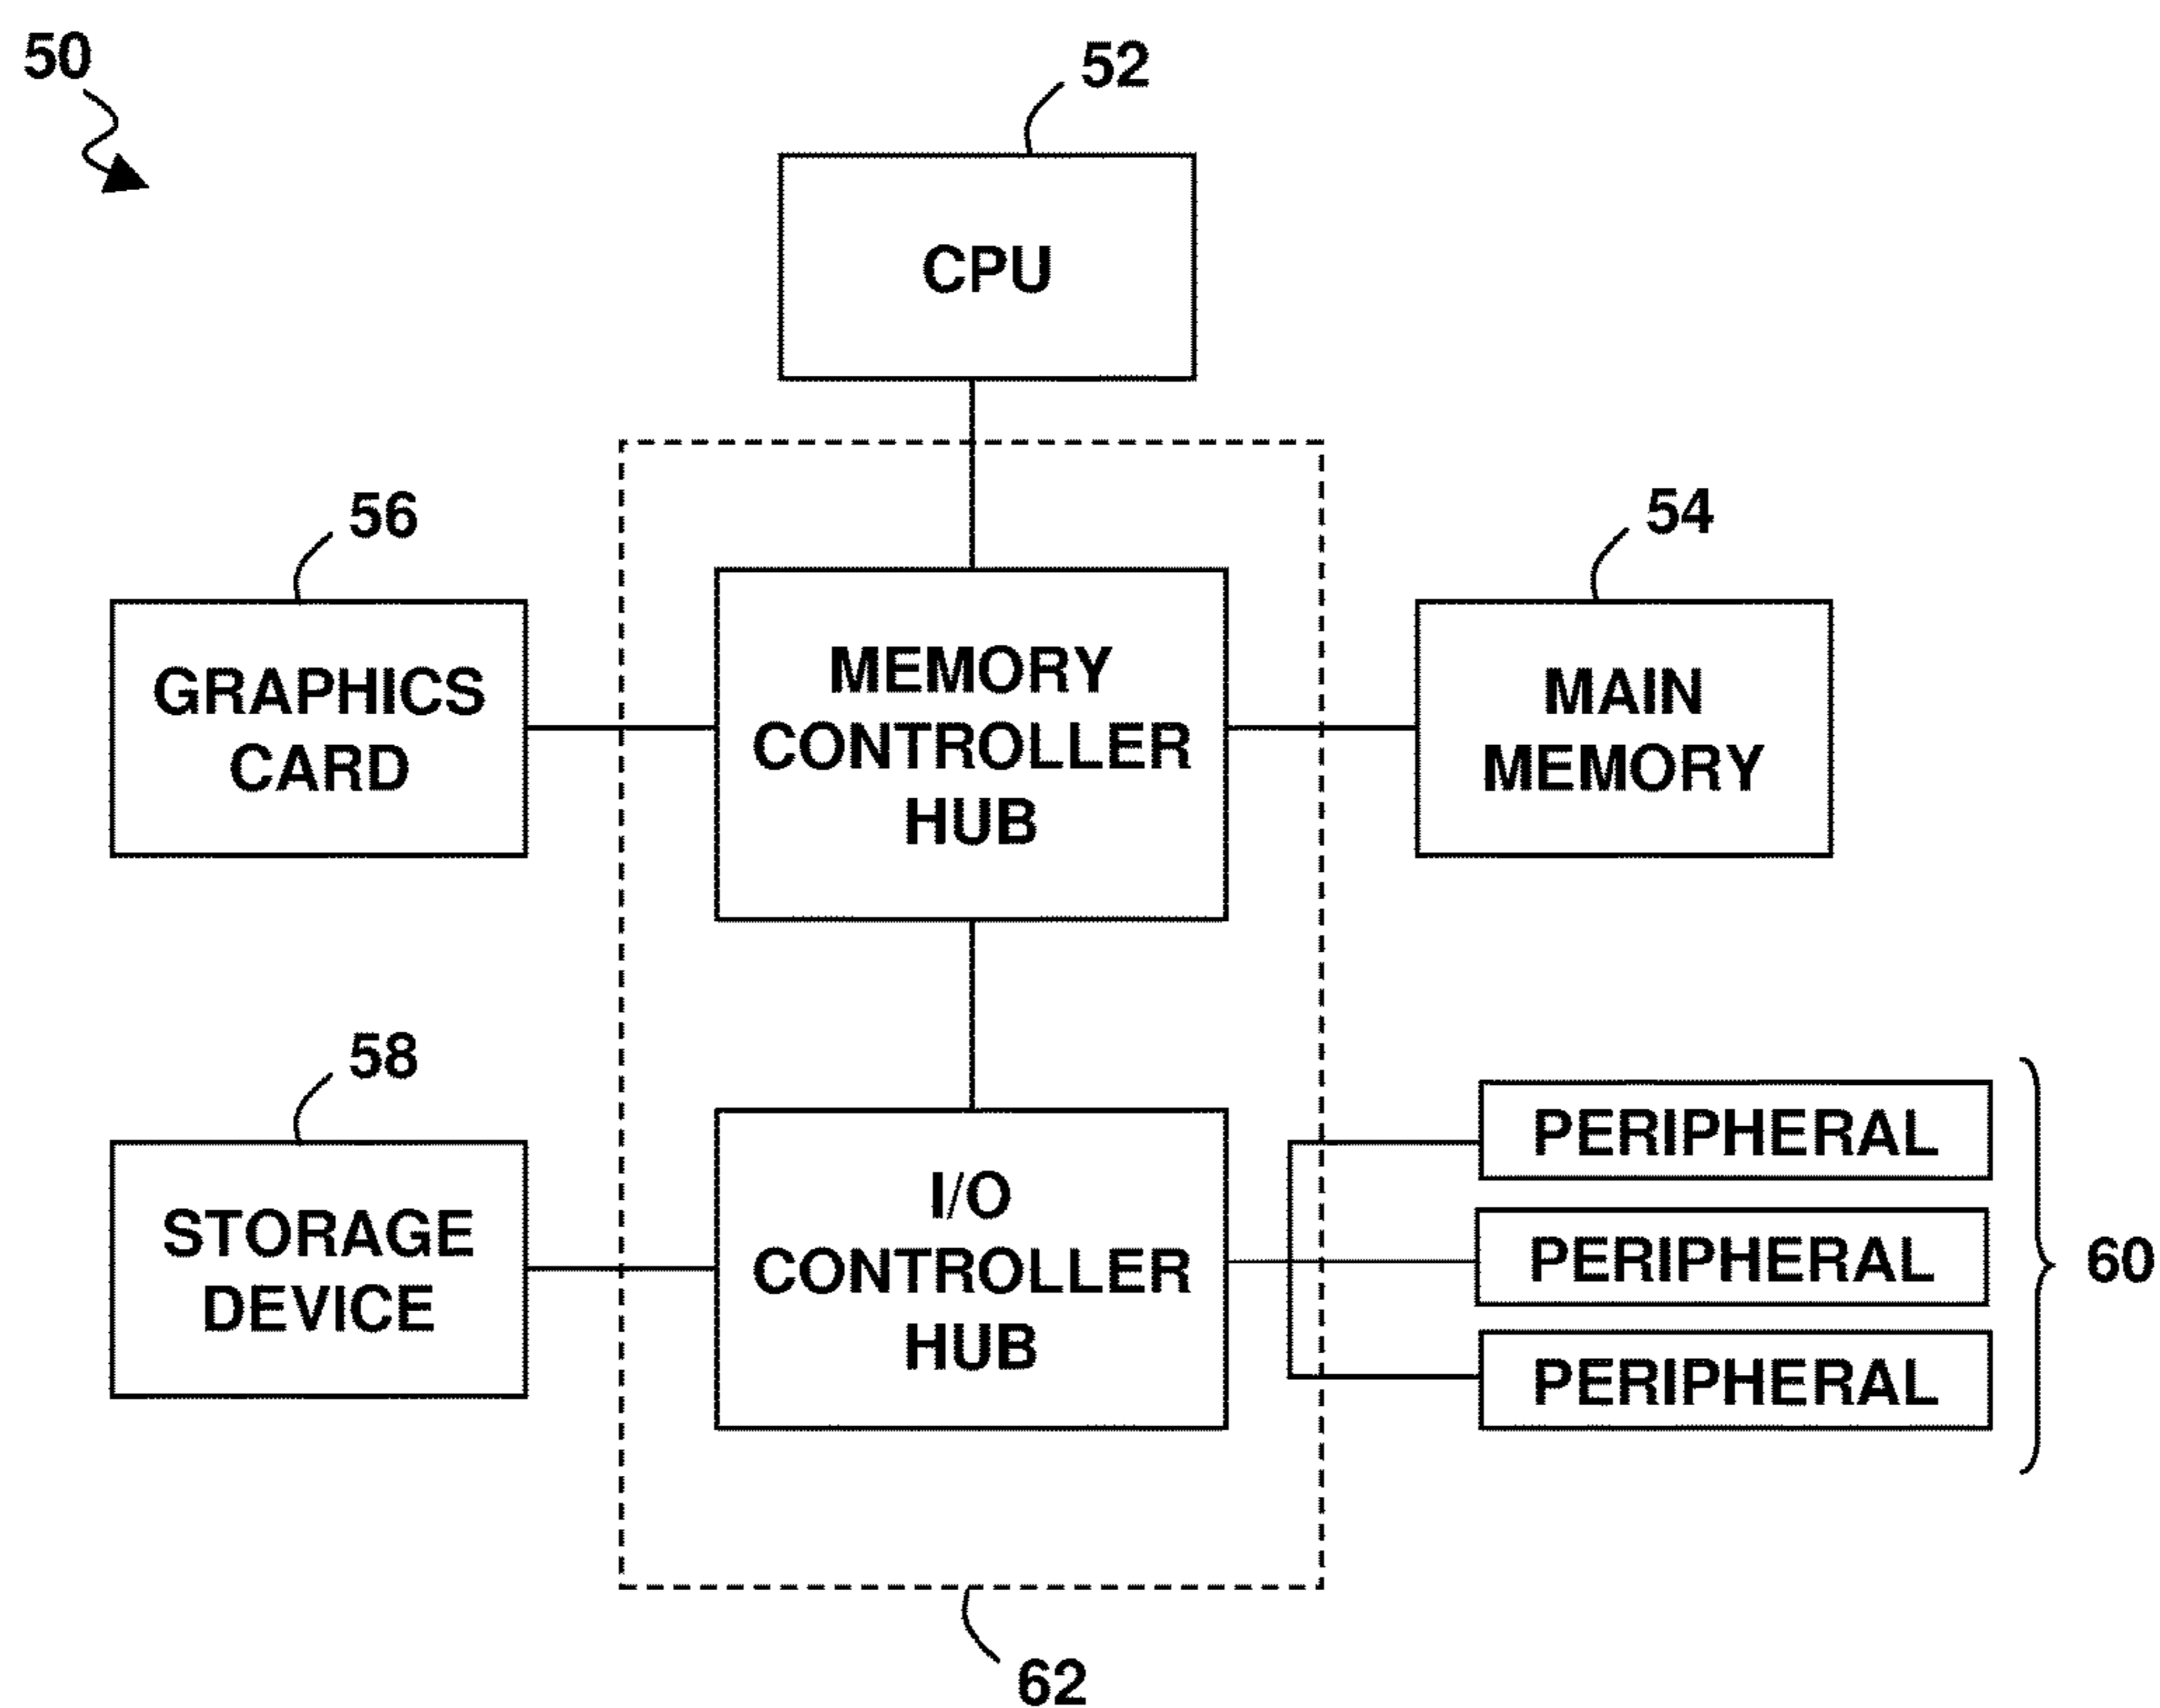 50
52
CPU
56
54
GRAPHICS
CARD
MEMORY
CONTROLLER
HUB
MAIN
MEMORY
58
STORAGE
DEVICE
I/O
CONTROLLER
HUB
PERIPHERAL
PERIPHERAL
PERIPHERAL
60
62